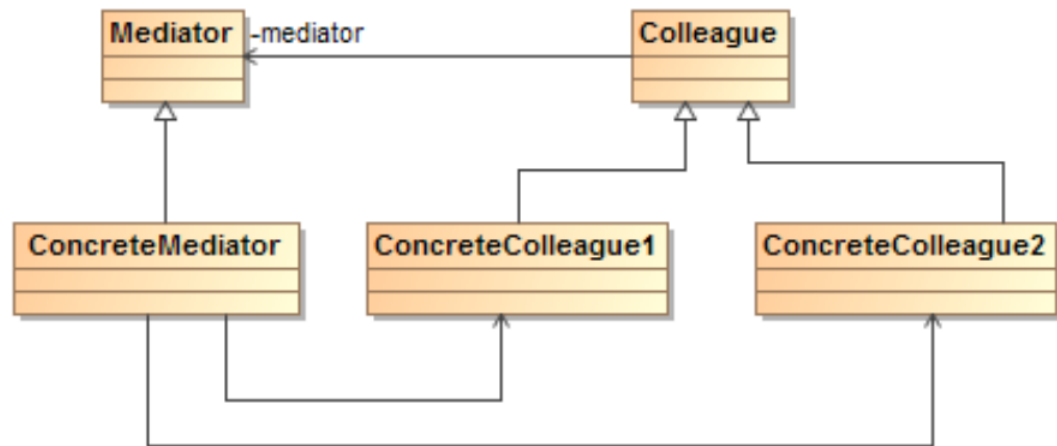 Mediator
-mediator
Colleague
ConcreteMediator
ConcreteColleague1
ConcreteColleague2